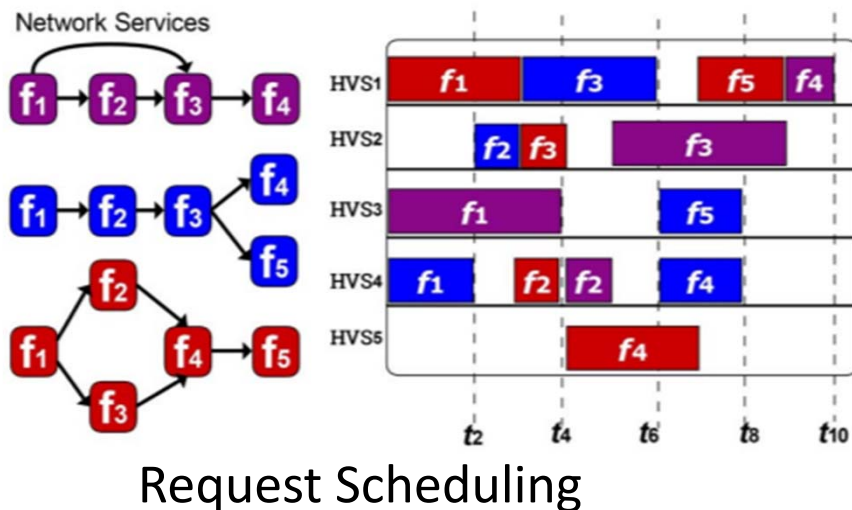 Network Services
f1 f2 f3 f4
f1 f2 f3 f4
f5
f1 f2 f3 f4 f5
HVS1 f1 f3 f5 f4
HVS2 f2 f3 f3
HVS3 f1 f5
HVS4 f1 f2 f2 f4
HVS5 f4
t2 t4 t6 t8 t10
Request Scheduling